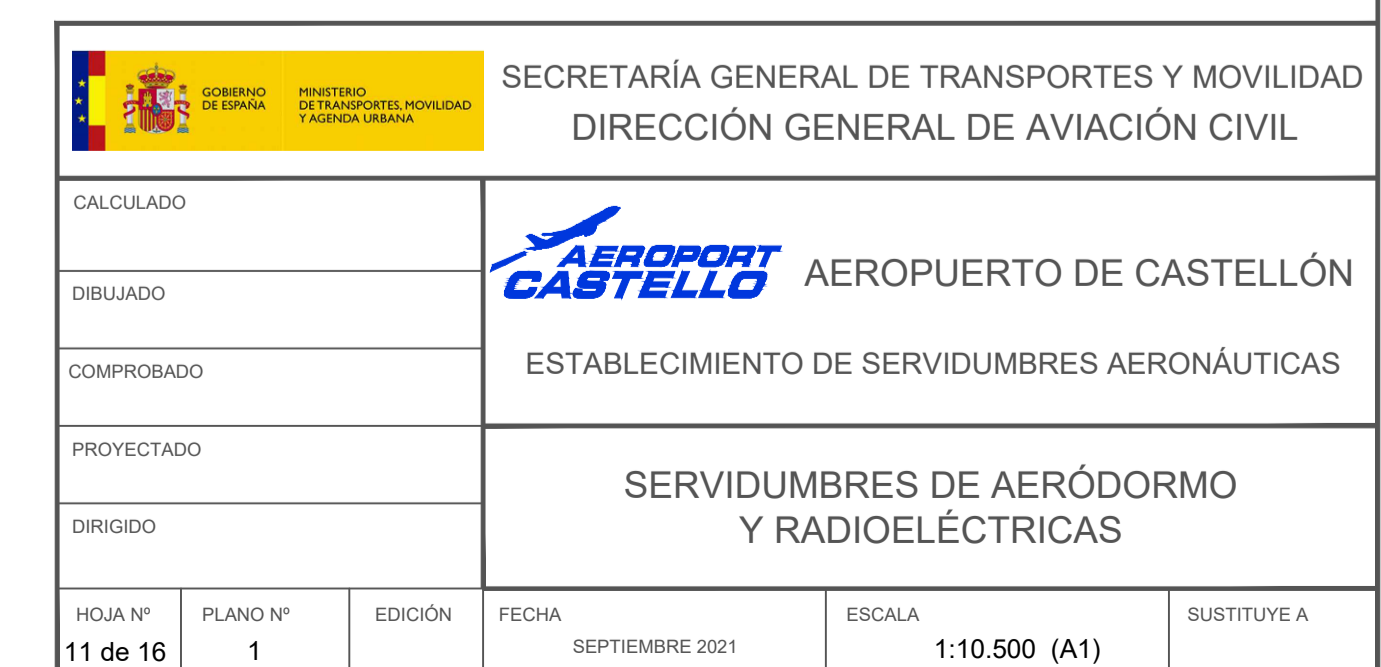 GOBIERNO
DE ESPAÑA
MINISTERIO
DE TRANSPORTES, MOVILIDAD
Y AGENDA URBANA
SECRETARÍA GENERAL DE TRANSPORTES Y MOVILIDAD
DIRECCIÓN GENERAL DE AVIACIÓN CIVIL
CALCULADO
DIBUJADO
COMPROBADO
PROYECTADO
DIRIGIDO
AEROPORT
CASTELLO
AEROPUERTO DE CASTELLÓN
ESTABLECIMIENTO DE SERVIDUMBRES AERONÁUTICAS
SERVIDUMBRES DE AERÓDORMO
Y RADIOELÉCTRICAS
HOJA Nº
11 de 16
PLANO Nº
1
EDICIÓN
FECHA
SEPTIEMBRE 2021
ESCALA
1:10.500 (A1)
SUSTITUYE A